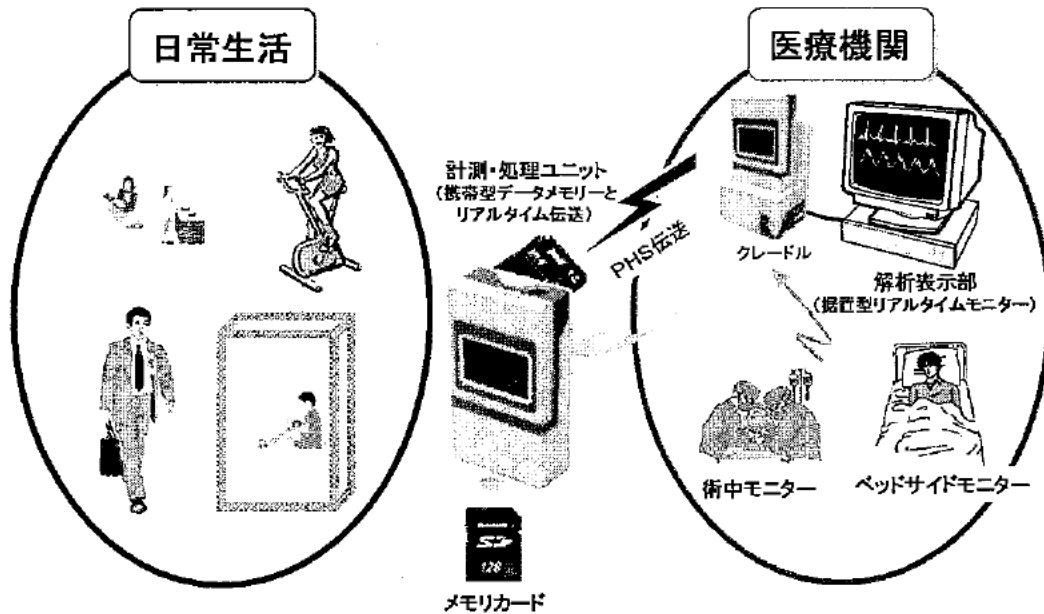 日常生活
医療機関
計測・処理ユニット
(携帯型データメモリーと
リアルタイム伝送)
PHS伝送
クレードル
解析表示部
(据置型リアルタイムモニター)
術中モニター
ベッドサイドモニター
SD
128
メモリカード